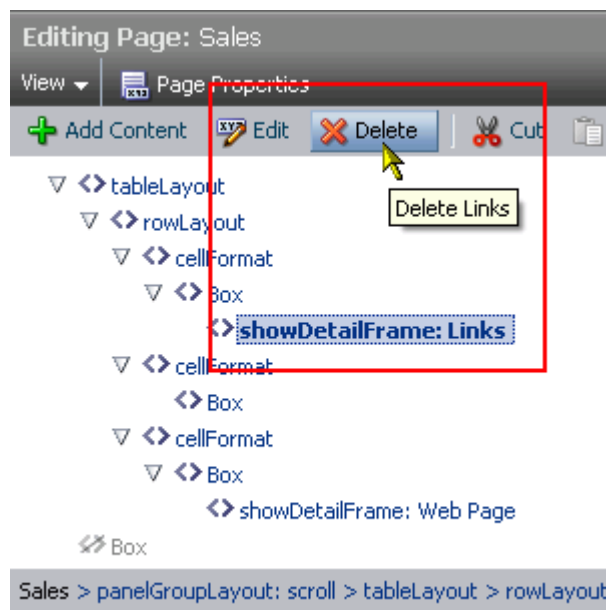 Editing Page: Sales
View Page Properties
Add Content Edit Delete Cut
Delete Links
tableLayout
rowLayout
cellFormat
Box
showDetailFrame: Links
cellFormat
Box
cellFormat
Box
showDetailFrame: Web Page
Box
Sales > panelGroupLayout: scroll > tableLayout > rowLayout